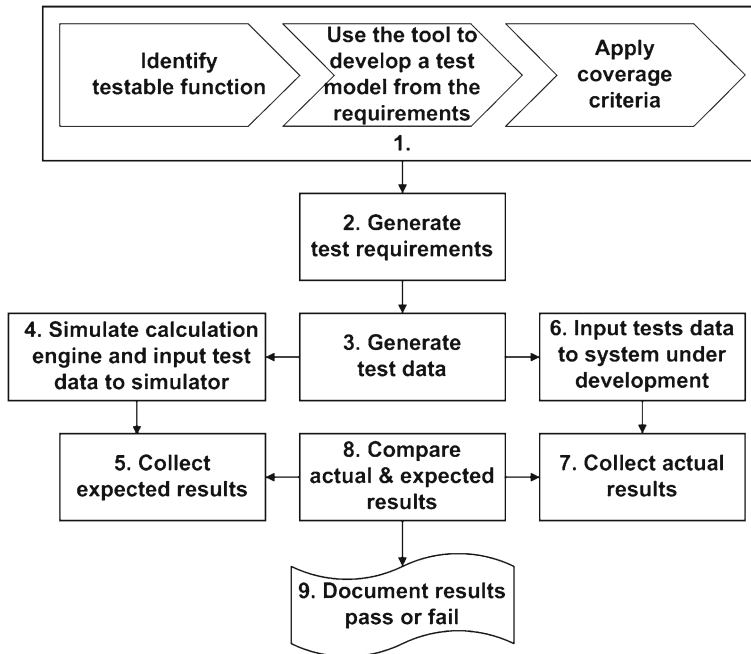 Identify
testable function
Use the tool to
develop a test
model from the
requirements
Apply
coverage
criteria
1.
2. Generate
test requirements
4. Simulate calculation
engine and input test
data to simulator
3. Generate
test data
6. Input tests data
to system under
development
5. Collect
expected results
8. Compare
actual & expected
results
7. Collect actual
results
9. Document results
pass or fail